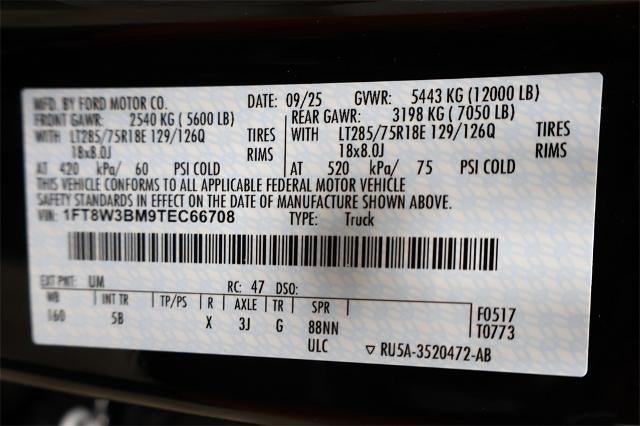 MFD. BY FORD MOTOR CO. DATE: 09/25 GVWR: 5443 KG (12000 LB)
FRONT GAWR: 2540 KG (5600 LB) REAR GAWR: 3198 KG (7050 LB)
WITH LT285/75R18E 129/126Q TIRES WITH LT285/75R18E 129/126Q TIRES
18x8.0J RIMS 18x8.0J RIMS
AT 420 kPa/ 60 PSI COLD AT 520 kPa/ 75 PSI COLD
THIS VEHICLE CONFORMS TO ALL APPLICABLE FEDERAL MOTOR VEHICLE
SAFETY STANDARDS IN EFFECT ON THE DATE OF MANUFACTURE SHOWN ABOVE.
VIN: 1FT8W3BM9TEC66708 TYPE: Truck
EXT PNT: UM RC: 47 DSO:
WB INT TR TP/PS R AXLE TR SPR F0517
160 5B X 3J G 88NN T0773
ULC ▽ RU5A-3520472-AB